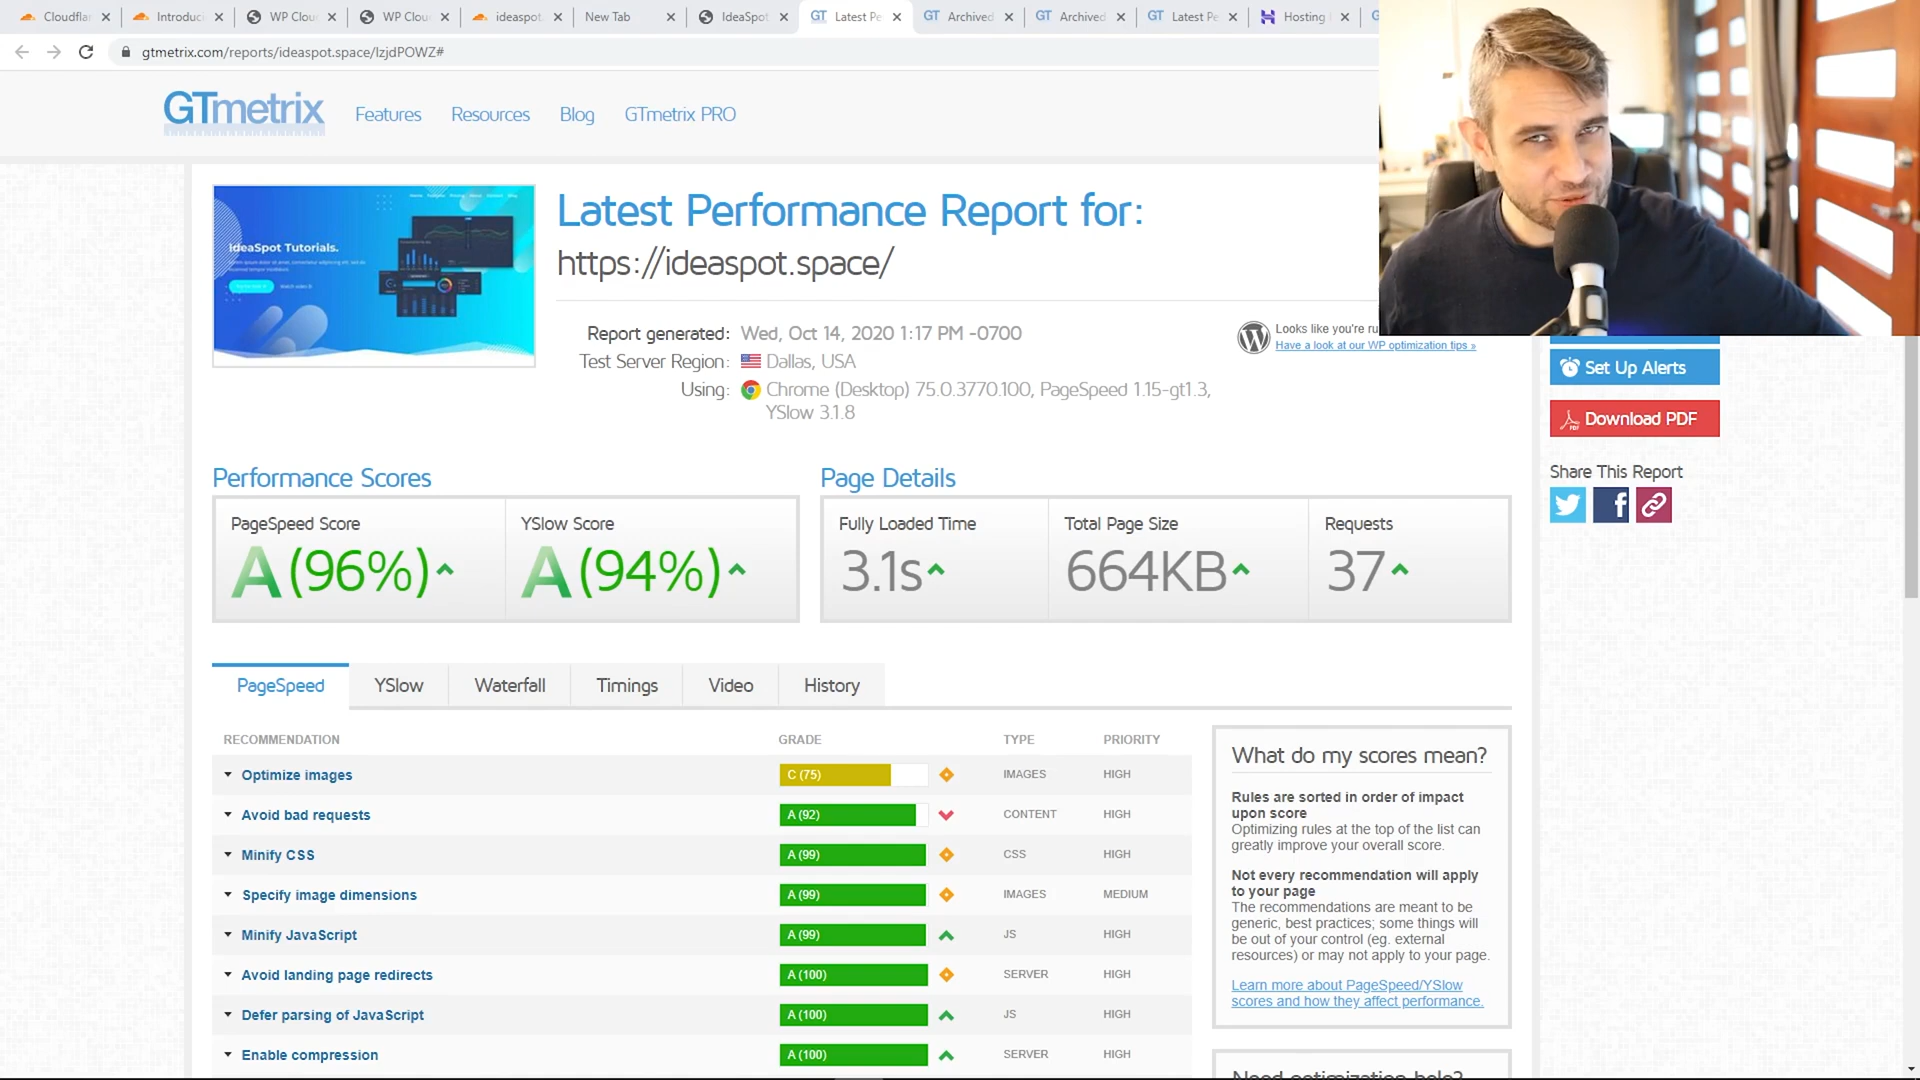 Cloudfla
Introduc
WP Clou
WP Clou
ideaspot.
New Tab
IdeaSpot
GT Latest Pe
GT Archived
GT Archived
GT Latest Pe
Hosting
gtmetrix.com/reports/ideaspot.space/IzjdPOWZ#
GTmetrix
Features
Resources
Blog
GTmetrix PRO
IdeaSpot Tutorials.
Latest Performance Report for:
https://ideaspot.space/
Report generated: Wed, Oct 14, 2020 1:17 PM -0700
Test Server Region: Dallas, USA
Using: Chrome (Desktop) 75.0.3770.100, PageSpeed 1.15-gt1.3,
YSlow 3.1.8
Looks like you're ru
Have a look at our WP optimization tips »
Set Up Alerts
Download PDF
Share This Report
Performance Scores
PageSpeed Score
A (96%)
YSlow Score
A (94%)
Page Details
Fully Loaded Time
3.1s
Total Page Size
664KB
Requests
37
PageSpeed
YSlow
Waterfall
Timings
Video
History
RECOMMENDATION GRADE TYPE PRIORITY
Optimize images C (75) IMAGES HIGH
Avoid bad requests A (92) CONTENT HIGH
Minify CSS A (99) CSS HIGH
Specify image dimensions A (99) IMAGES MEDIUM
Minify JavaScript A (99) JS HIGH
Avoid landing page redirects A (100) SERVER HIGH
Defer parsing of JavaScript A (100) JS HIGH
Enable compression A (100) SERVER HIGH
What do my scores mean?
Rules are sorted in order of impact
upon score
Optimizing rules at the top of the list can
greatly improve your overall score.
Not every recommendation will apply
to your page
The recommendations are meant to be
generic, best practices; some things will
be out of your control (eg. external
resources) or may not apply to your page.
Learn more about PageSpeed/YSlow
scores and how they affect performance.
Need optimization help?